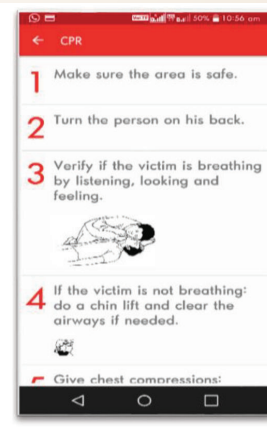 50% 10:56 am
CPR
1 Make sure the area is safe.
2 Turn the person on his back.
3 Verify if the victim is breathing
by listening, looking and
feeling.
4 If the victim is not breathing:
do a chin lift and clear the
airways if needed.
5 Give chest compressions: